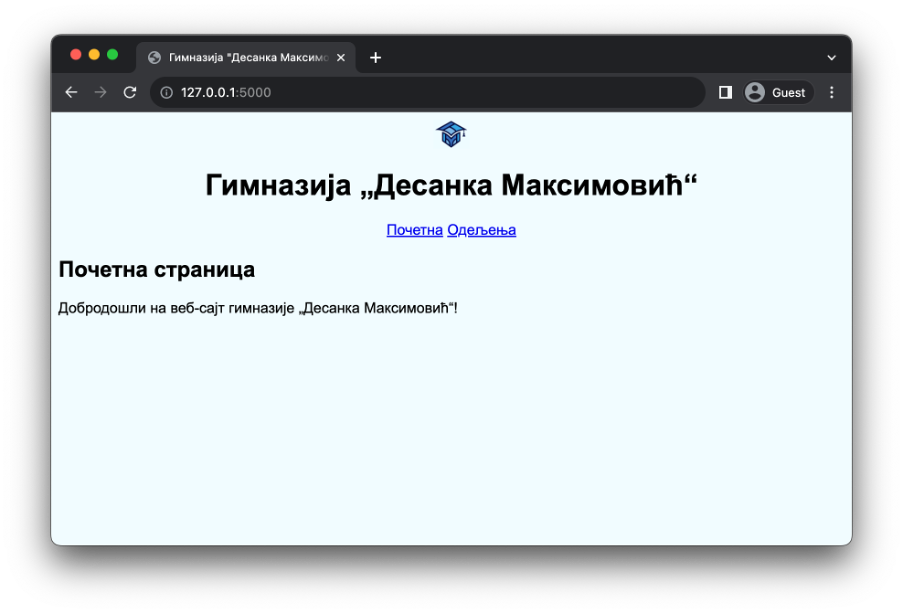 Гимназија "Десанка Максимо
127.0.0.1:5000
Guest
Гимназија „Десанка Максимовић“
Почетна Одељења
Почетна страница
Добродошли на веб-сајт гимназије „Десанка Максимовић“!